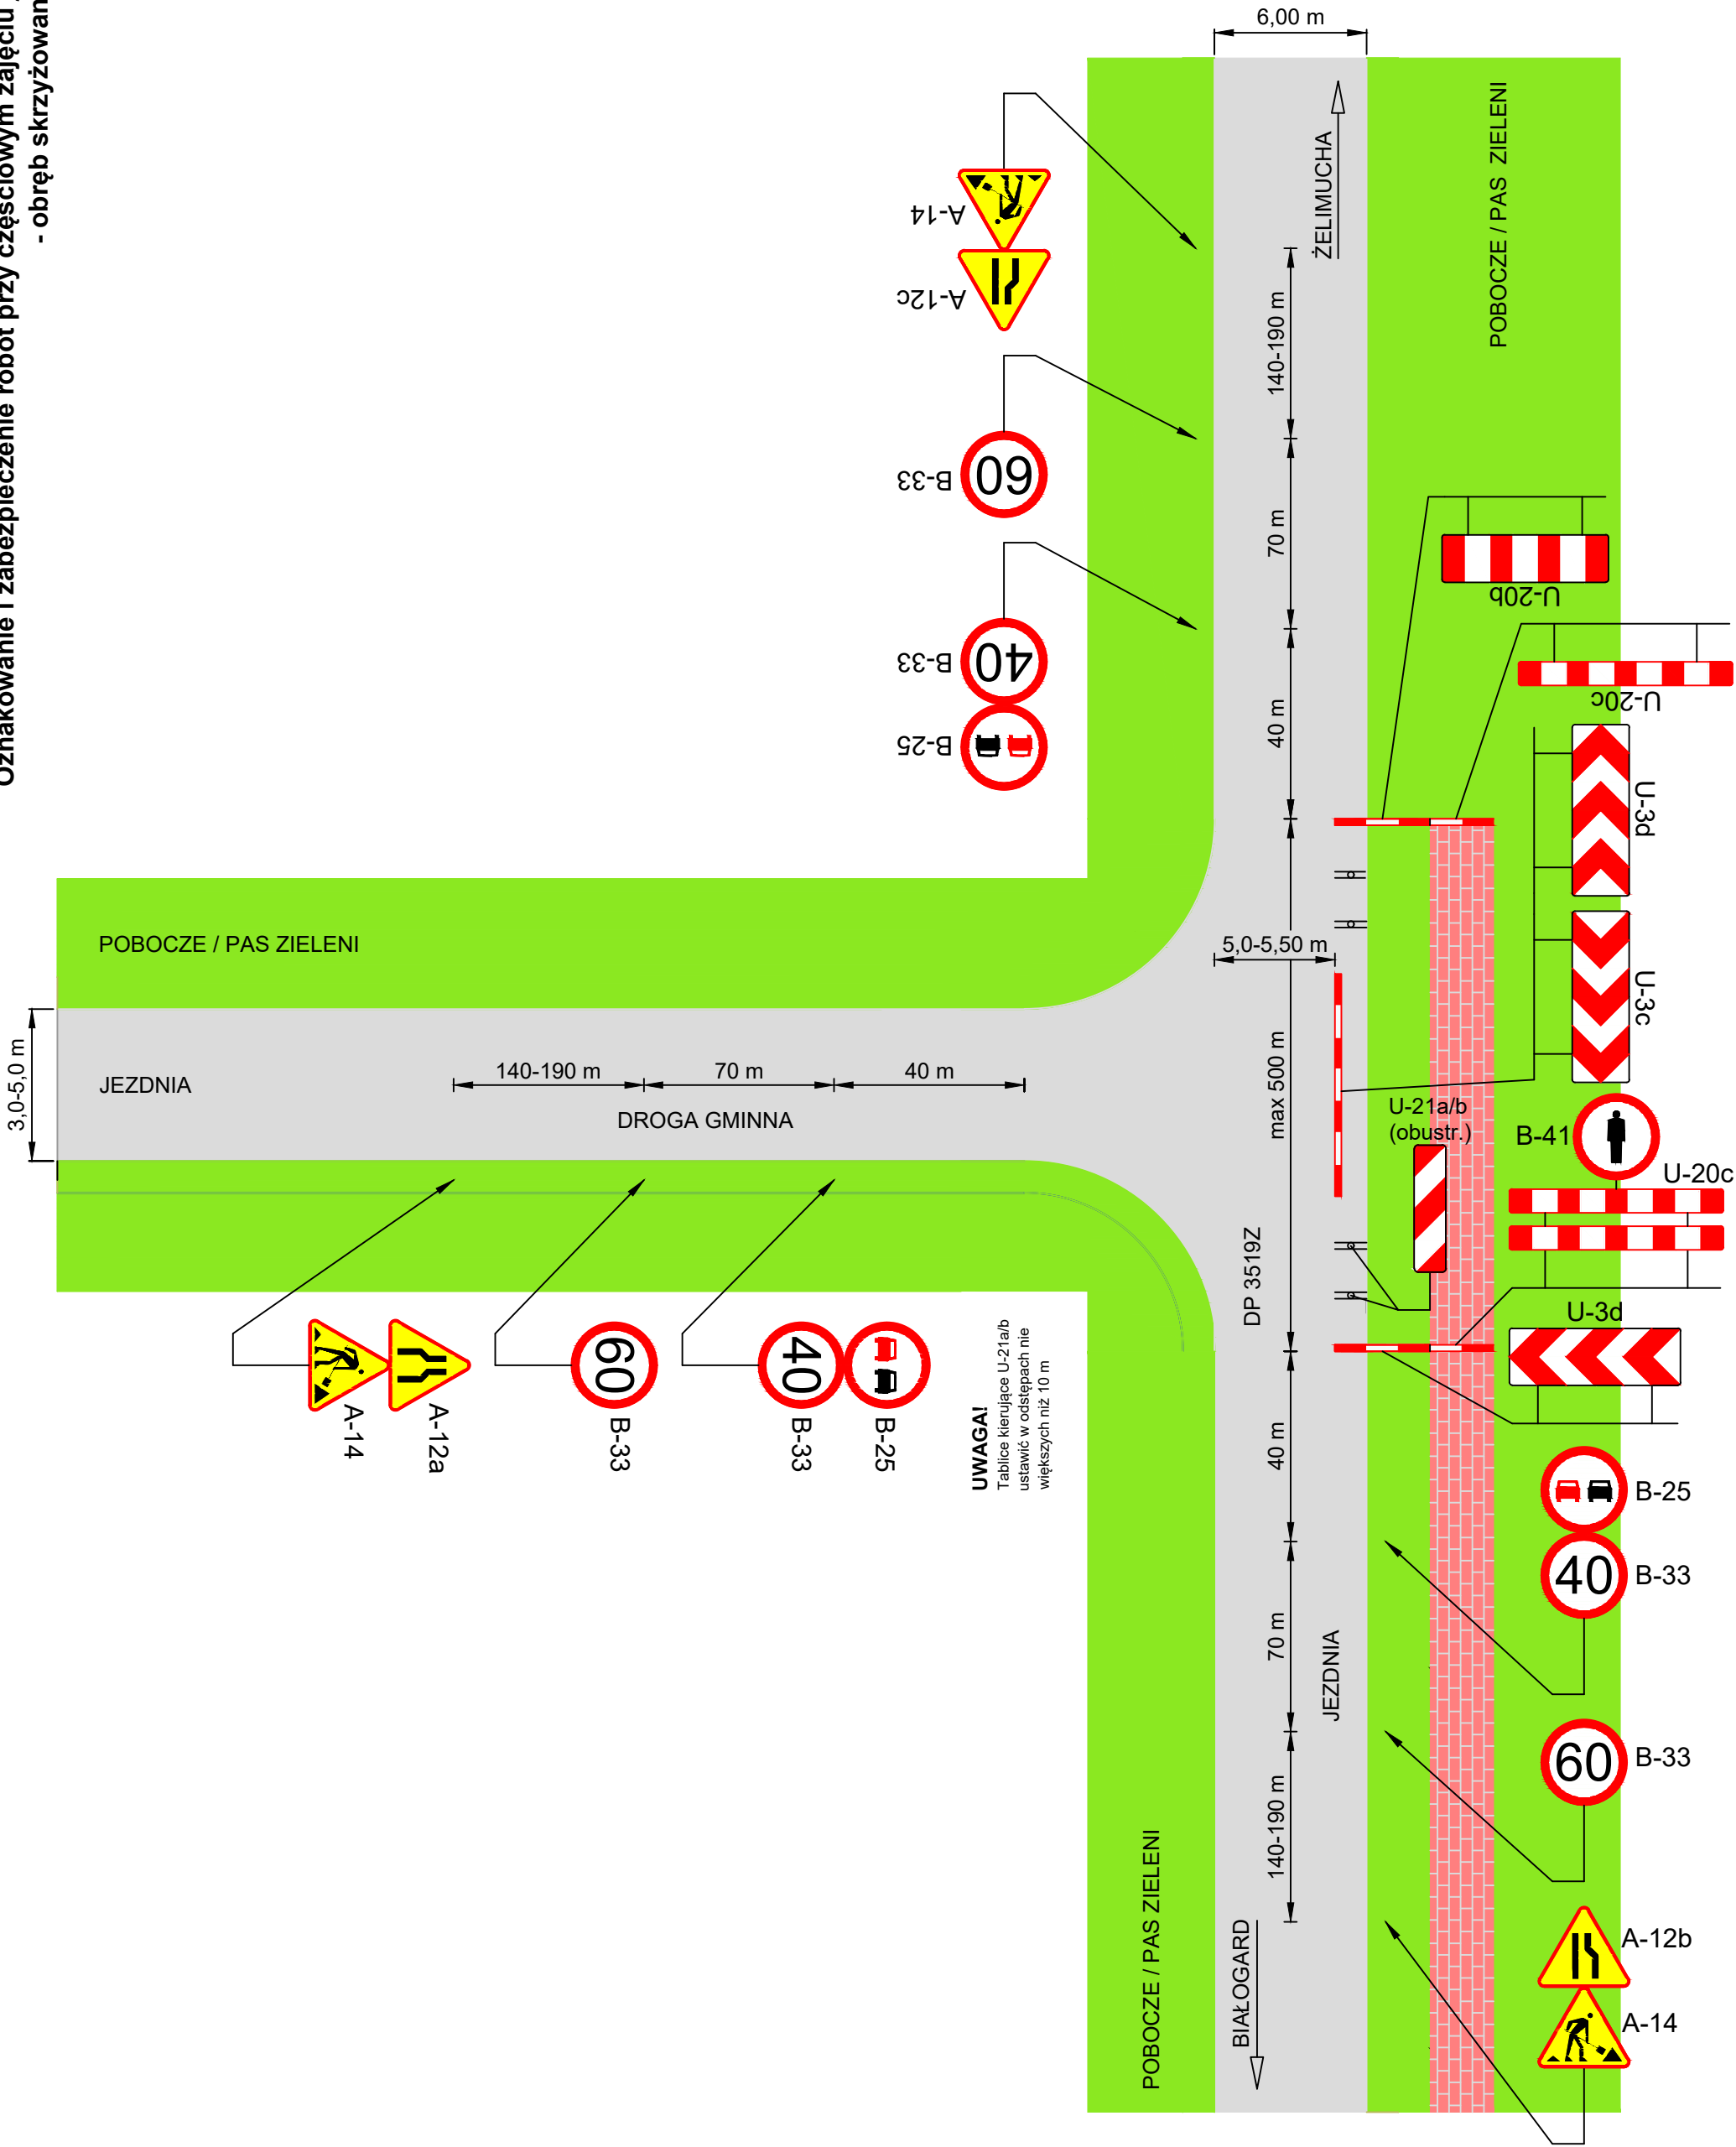 Oznakowanie i zabezpieczenie robót przy częściowym zajęciu
- obręb skrzyżowan
6,00 m
ŻELIMUCHA
POBOCZE / PAS ZIELENI
A-14
A-12c
140-190 m
60
B-33
70 m
U-20b
40
B-33
B-25
40 m
U-20c
U-3d
POBOCZE / PAS ZIELENI
5,0-5,50 m
U-3c
3,0-5,0 m
JEZDNIA
140-190 m
70 m
40 m
DROGA GMINNA
max 500 m
U-21a/b
(obustr.)
B-41
U-20c
DP 3519Z
U-3d
A-14
A-12a
60
B-33
40
B-33
B-25
UWAGA!
Tablice kierujące U-21a/b
ustawić w odstępach nie
większych niż 10 m
40 m
B-25
40
B-33
70 m
JEZDNIA
60
B-33
140-190 m
POBOCZE / PAS ZIELENI
BIAŁOGARD
A-12b
A-14